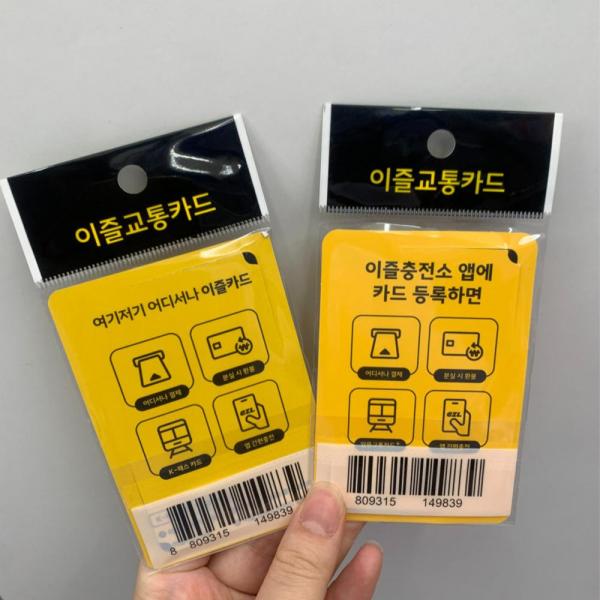 이즐교통카드
여기저기 어디서나 이즐카드
어디서나 결제
분실 시 환불
K-패스 카드
앱 간편충전
8 809315 149839
이즐교통카드
이즐충전소 앱에
카드 등록하면
어디서나 결제
분실 시 환불
EZL
앱 간편충전
809315 149839